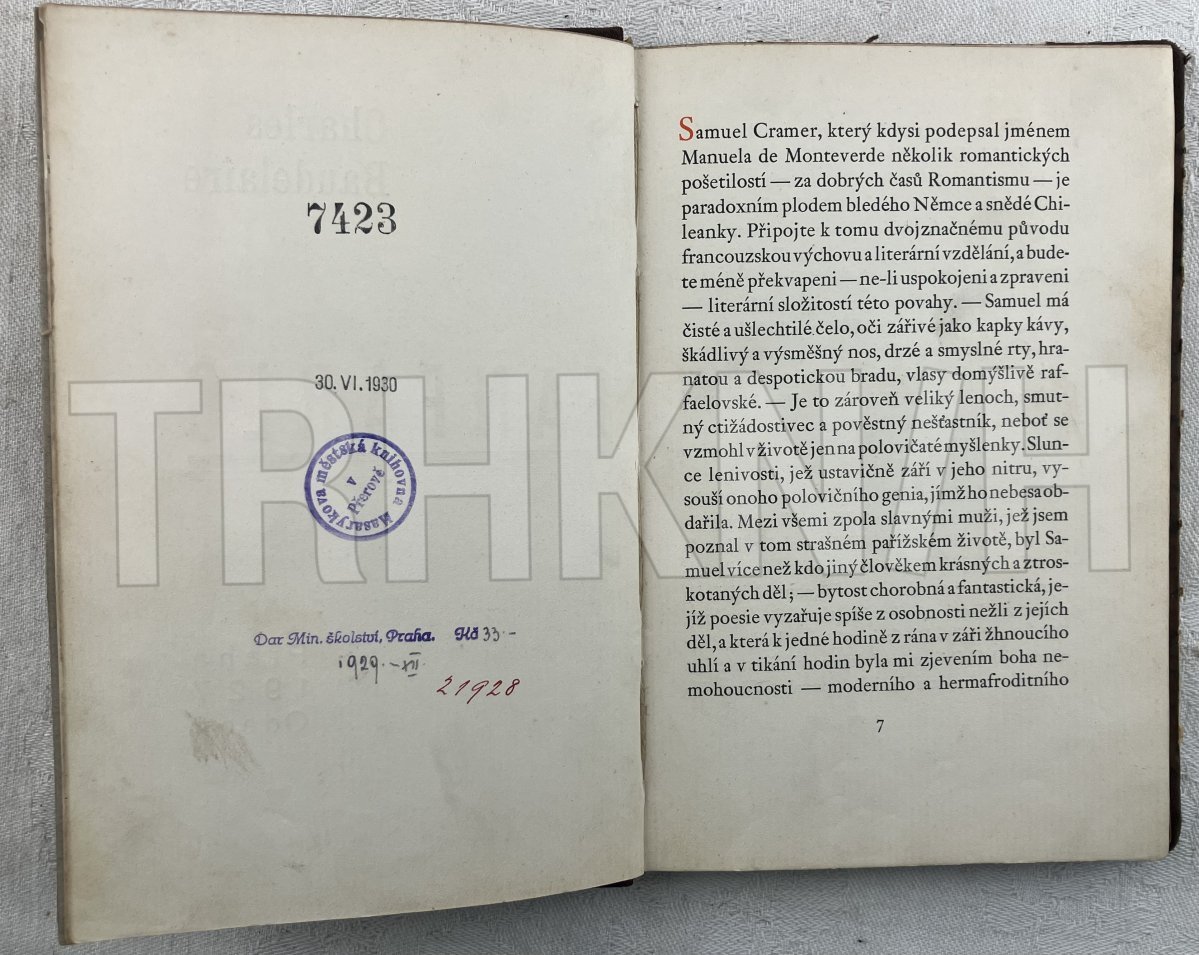 7423
30. VI. 1930
Masarykova městská knihovna
v
Přerově
Dar Min. školství, Praha. Kč 33·-
1929.-XII.
21928
Samuel Cramer, který kdysi podepsal jménem
Manuela de Monteverde několik romantických
pošetilostí — za dobrých časů Romantismu — je
paradoxním plodem bledého Němce a snědé Chi-
leanky. Připojte k tomu dvojznačnému původu
francouzskou výchovu a literární vzdělání, a bude-
te méně překvapeni — ne-li uspokojeni a zpraveni
— literární složitostí této povahy. — Samuel má
čisté a ušlechtilé čelo, oči zářivé jako kapky kávy,
škádlivý a výsměšný nos, drzé a smyslné rty, hra-
natou a despotickou bradu, vlasy domýšlivě raf-
faelovské. — Je to zároveň veliký lenoch, smut-
ný ctižádostivec a pověstný nešťastník, neboť se
vzmohl v životě jen na polovičaté myšlenky. Slun-
ce lenivosti, jež ustavičně září v jeho nitru, vy-
souší onoho polovičního genia, jímž ho nebesa ob-
dařila. Mezi všemi zpola slavnými muži, jež jsem
poznal v tom strašném pařížském životě, byl Sa-
muel více než kdo jiný člověkem krásných a ztros-
kotaných děl; — bytost chorobná a fantastická, je-
jíž poesie vyzařuje spíše z osobnosti nežli z jejích
děl, a která k jedné hodině z rána v záři žhnoucího
uhlí a v tikání hodin byla mi zjevením boha ne-
mohoucnosti — moderního a hermafroditního
7
TRHKNIH